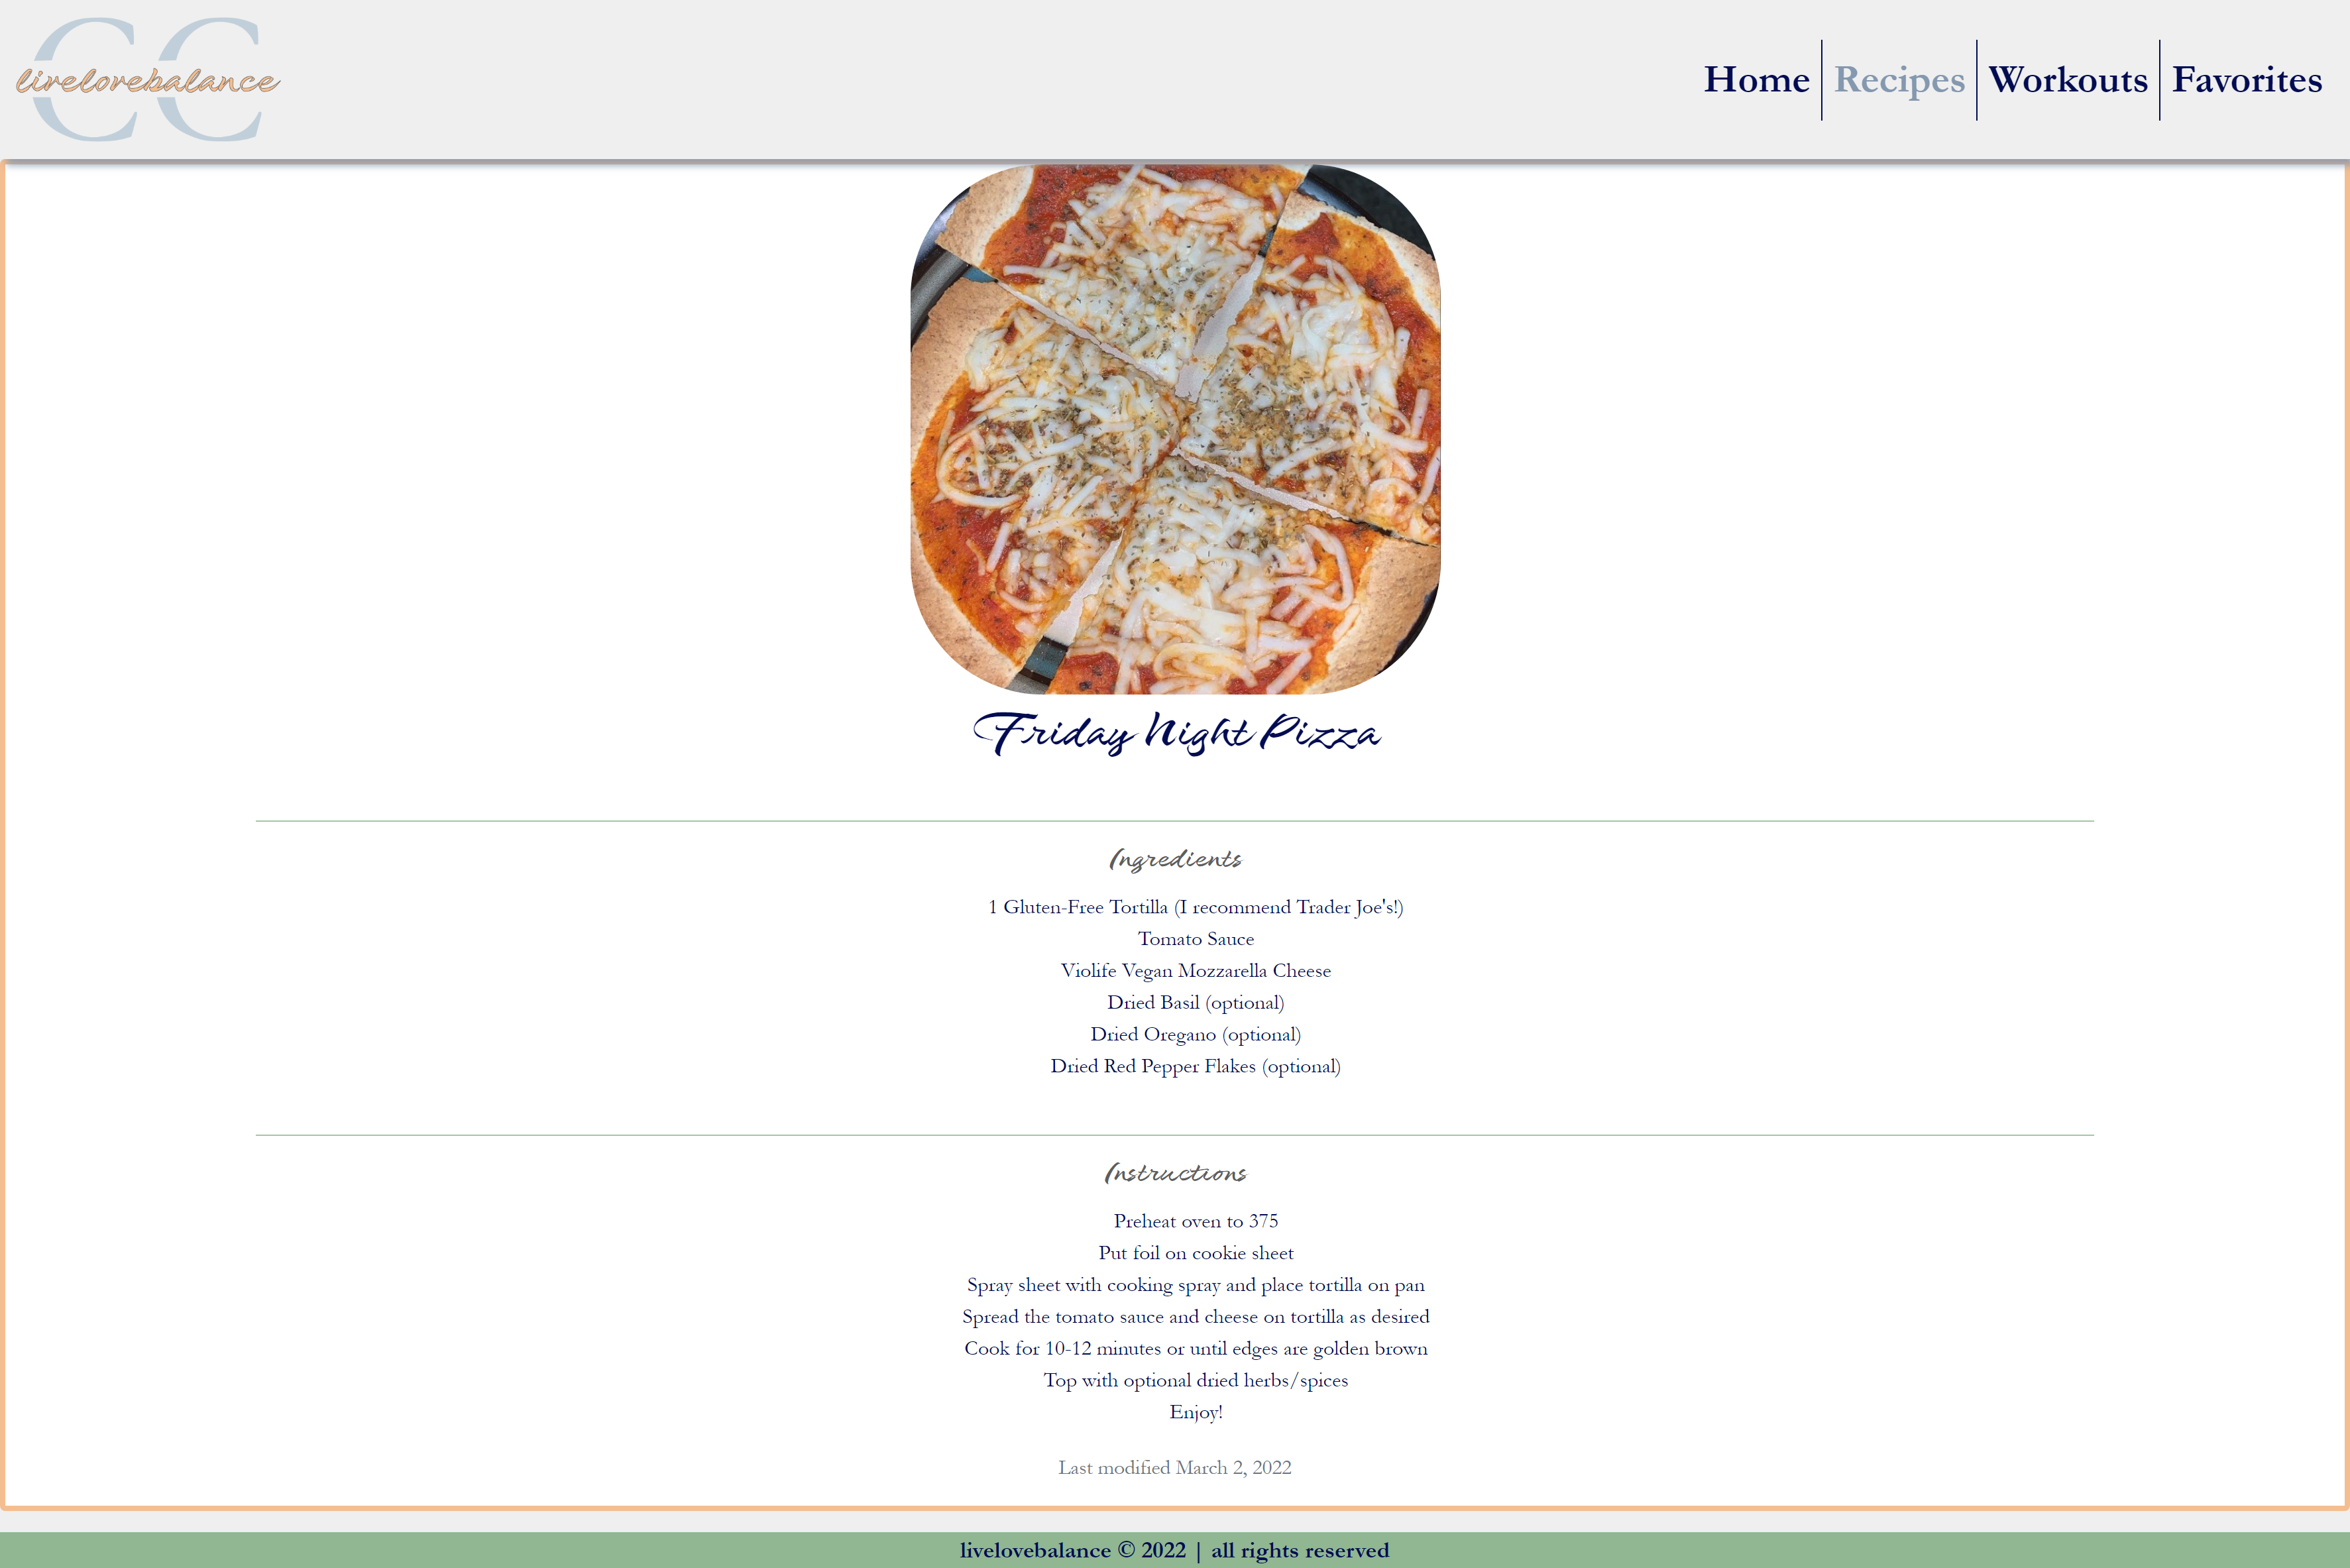 CC
livelovebalance
Home Recipes Workouts Favorites
Friday Night Pizza
Ingredients
1 Gluten-Free Tortilla (I recommend Trader Joe's!)
Tomato Sauce
Violife Vegan Mozzarella Cheese
Dried Basil (optional)
Dried Oregano (optional)
Dried Red Pepper Flakes (optional)
Instructions
Preheat oven to 375
Put foil on cookie sheet
Spray sheet with cooking spray and place tortilla on pan
Spread the tomato sauce and cheese on tortilla as desired
Cook for 10-12 minutes or until edges are golden brown
Top with optional dried herbs/spices
Enjoy!
Last modified March 2, 2022
livelovebalance © 2022 | all rights reserved